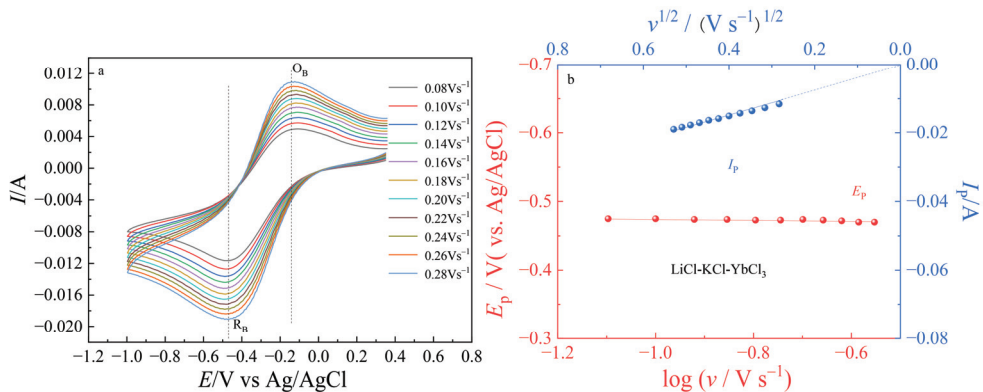 a
O_B
R_B
0.012
0.008
0.004
0.000
−0.004
−0.008
−0.012
−0.016
−0.020
I/A
−1.2 −1.0 −0.8 −0.6 −0.4 −0.2 0.0 0.2 0.4 0.6 0.8
E/V vs Ag/AgCl
0.08Vs⁻¹
0.10Vs⁻¹
0.12Vs⁻¹
0.14Vs⁻¹
0.16Vs⁻¹
0.18Vs⁻¹
0.20Vs⁻¹
0.22Vs⁻¹
0.24Vs⁻¹
0.26Vs⁻¹
0.28Vs⁻¹
v^1/2 / (V s⁻¹)^1/2
0.8 0.6 0.4 0.2 0.0
b
−0.7
−0.6
−0.5
−0.4
−0.3
E_p / V( vs. Ag/AgCl)
0.00
−0.02
−0.04
−0.06
−0.08
I_P/A
I_P
E_P
LiCl-KCl-YbCl₃
−1.2 −1.0 −0.8 −0.6
log (v / V s⁻¹)